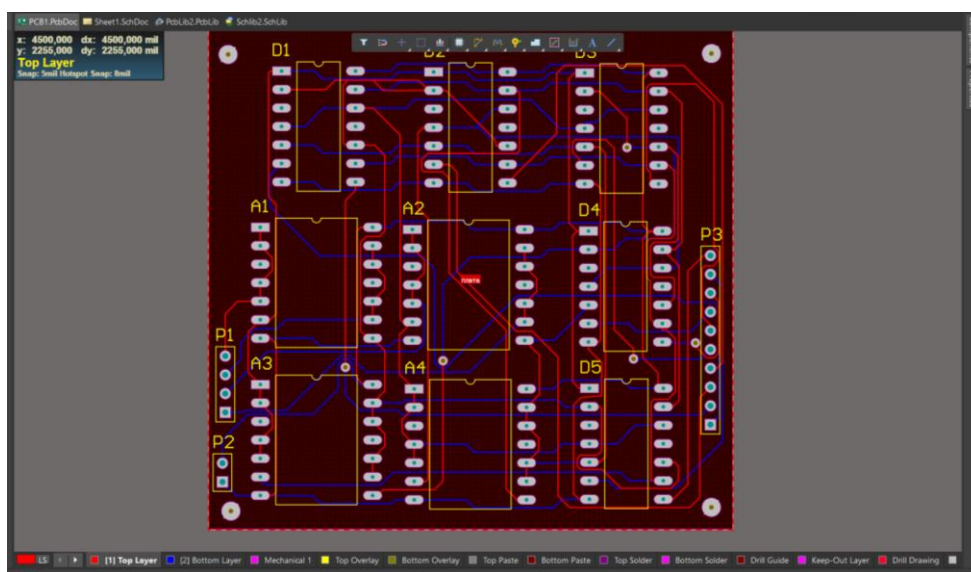 PCB1.PcbDoc Sheet1.SchDoc PcbLib2.PcbLib Schlib2.SchLib
x: 4500,000 dx: 4500,000 mil
y: 2255,000 dy: 2255,000 mil
Top Layer
Snap: 5mil Hotspot Snap: 8mil
D1 D2 D3
A1 A2 D4
P3
P1
A3 A4 D5
P2
LS [1] Top Layer [2] Bottom Layer Mechanical 1 Top Overlay Bottom Overlay Top Paste Bottom Paste Top Solder Bottom Solder Drill Guide Keep-Out Layer Drill Drawing